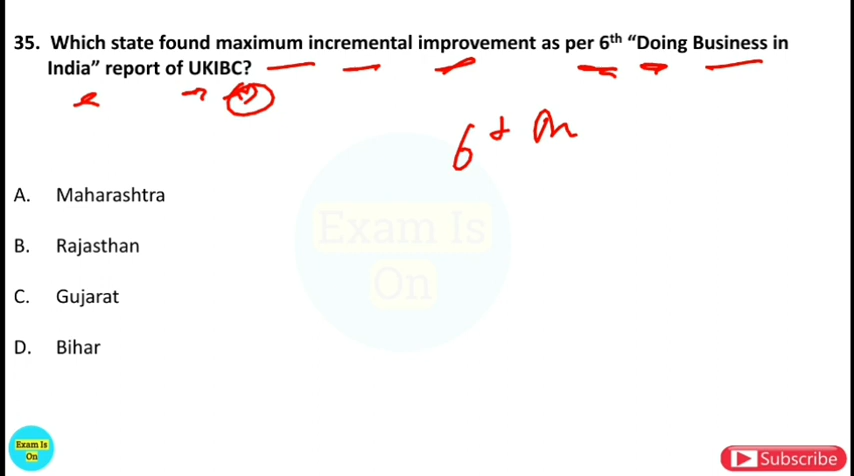 35. Which state found maximum incremental improvement as per 6th “Doing Business in
India” report of UKIBC?
6th
A. Maharashtra
B. Rajasthan
C. Gujarat
D. Bihar
Exam Is
On
Exam Is
On
Subscribe